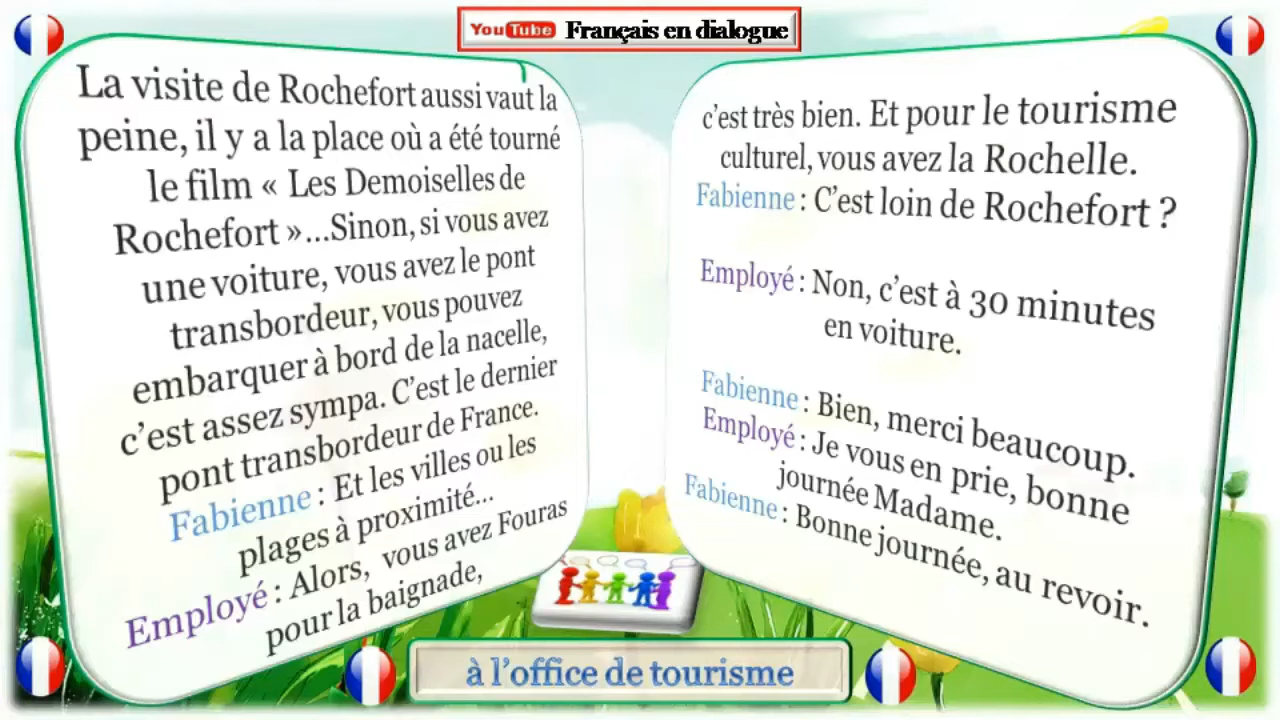 YouTube Français en dialogue
La visite de Rochefort aussi vaut la
peine, il y a la place où a été tourné
le film « Les Demoiselles de
Rochefort »...Sinon, si vous avez
une voiture, vous avez le pont
transbordeur, vous pouvez
embarquer à bord de la nacelle,
c’est assez sympa. C’est le dernier
pont transbordeur de France.
Fabienne : Et les villes ou les
plages à proximité...
Employé : Alors, vous avez Fouras
pour la baignade,
c’est très bien. Et pour le tourisme
culturel, vous avez la Rochelle.
Fabienne : C’est loin de Rochefort ?
Employé : Non, c’est à 30 minutes
en voiture.
Fabienne : Bien, merci beaucoup.
Employé : Je vous en prie, bonne
journée Madame.
Fabienne : Bonne journée, au revoir.
à l’office de tourisme